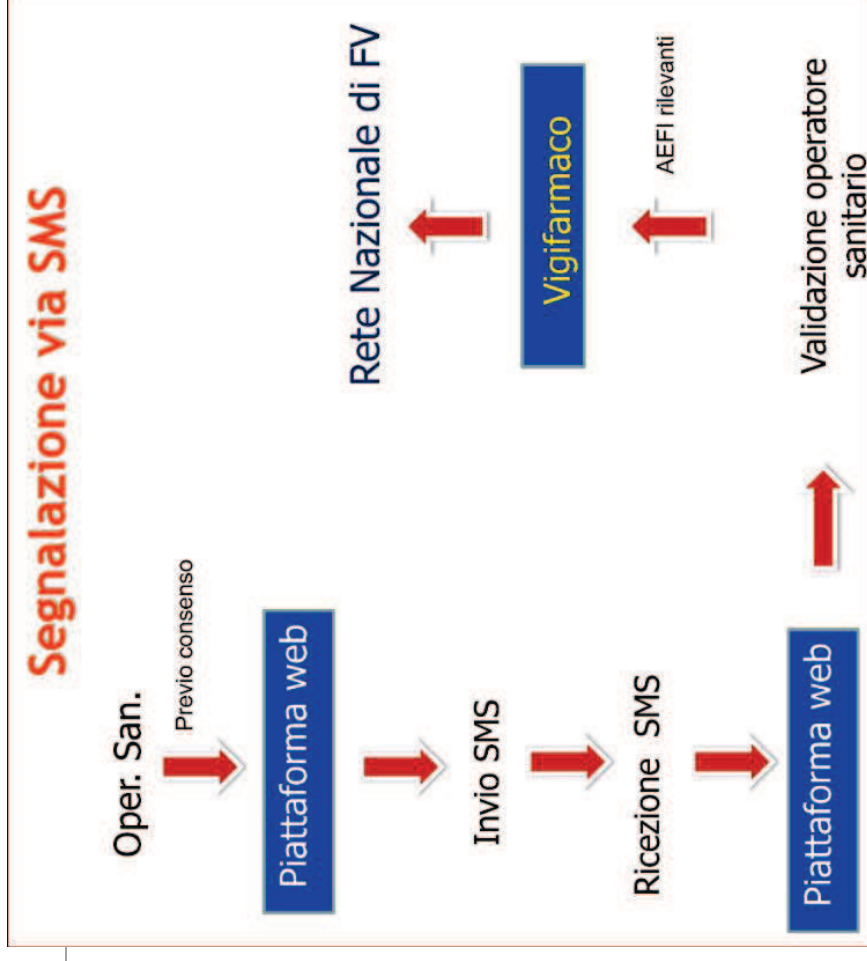 Segnalazione via SMS
Oper. San.
Previo consenso
Piattaforma web
Invio SMS
Ricezione SMS
Piattaforma web
Validazione operatore
sanitario
AEFI rilevanti
Vigifarmaco
Rete Nazionale di FV